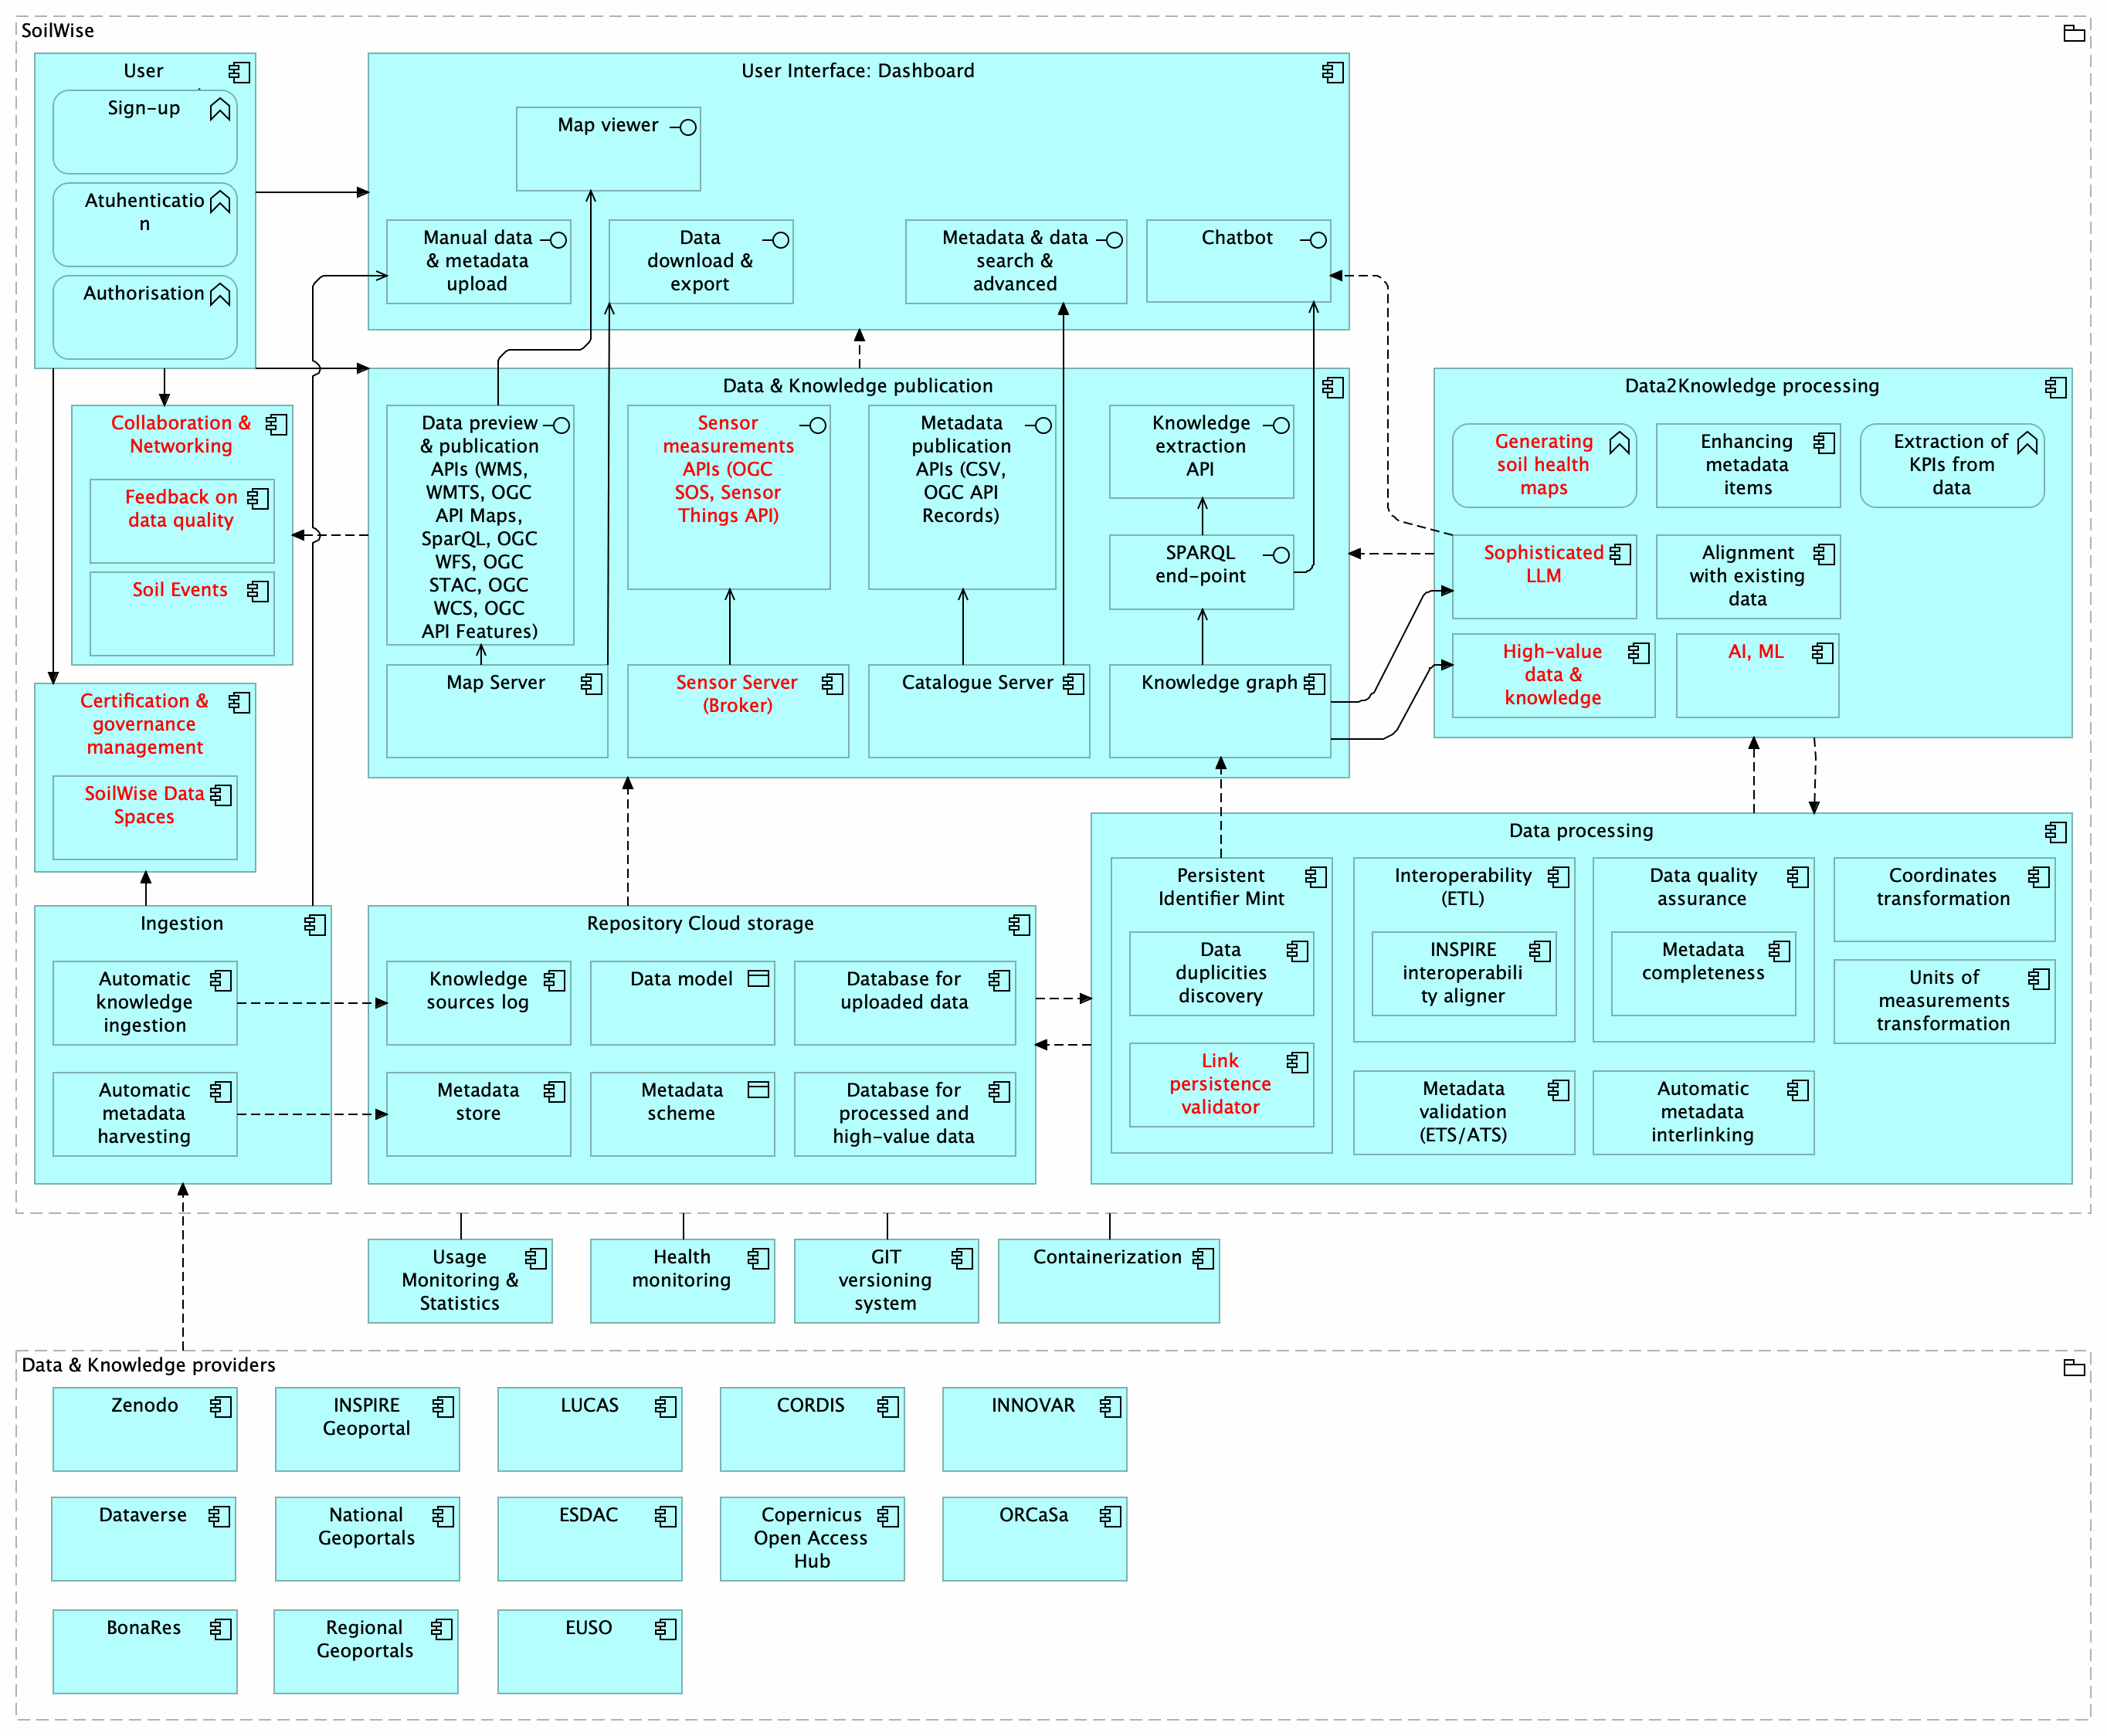 SoilWise
User
Sign-up
Atuhenticatio
n
Authorisation
User Interface: Dashboard
Map viewer
Manual data
& metadata
upload
Data
download &
export
Metadata & data
search &
advanced
Chatbot
Collaboration &
Networking
Feedback on
data quality
Soil Events
Data & Knowledge publication
Data preview
& publication
APIs (WMS,
WMTS, OGC
API Maps,
SparQL, OGC
WFS, OGC
STAC, OGC
WCS, OGC
API Features)
Sensor
measurements
APIs (OGC
SOS, Sensor
Things API)
Metadata
publication
APIs (CSV,
OGC API
Records)
Knowledge
extraction
API
SPARQL
end-point
Map Server
Sensor Server
(Broker)
Catalogue Server
Knowledge graph
Data2Knowledge processing
Generating
soil health
maps
Enhancing
metadata
items
Extraction of
KPIs from
data
Sophisticated
LLM
Alignment
with existing
data
High-value
data &
knowledge
AI, ML
Certification &
governance
management
SoilWise Data
Spaces
Ingestion
Automatic
knowledge
ingestion
Automatic
metadata
harvesting
Repository Cloud storage
Knowledge
sources log
Data model
Database for
uploaded data
Metadata
store
Metadata
scheme
Database for
processed and
high-value data
Data processing
Persistent
Identifier Mint
Data
duplicities
discovery
Link
persistence
validator
Interoperability
(ETL)
INSPIRE
interoperabili
ty aligner
Data quality
assurance
Metadata
completeness
Coordinates
transformation
Units of
measurements
transformation
Metadata
validation
(ETS/ATS)
Automatic
metadata
interlinking
Usage
Monitoring &
Statistics
Health
monitoring
GIT
versioning
system
Containerization
Data & Knowledge providers
Zenodo
INSPIRE
Geoportal
LUCAS
CORDIS
INNOVAR
Dataverse
National
Geoportals
ESDAC
Copernicus
Open Access
Hub
ORCaSa
BonaRes
Regional
Geoportals
EUSO